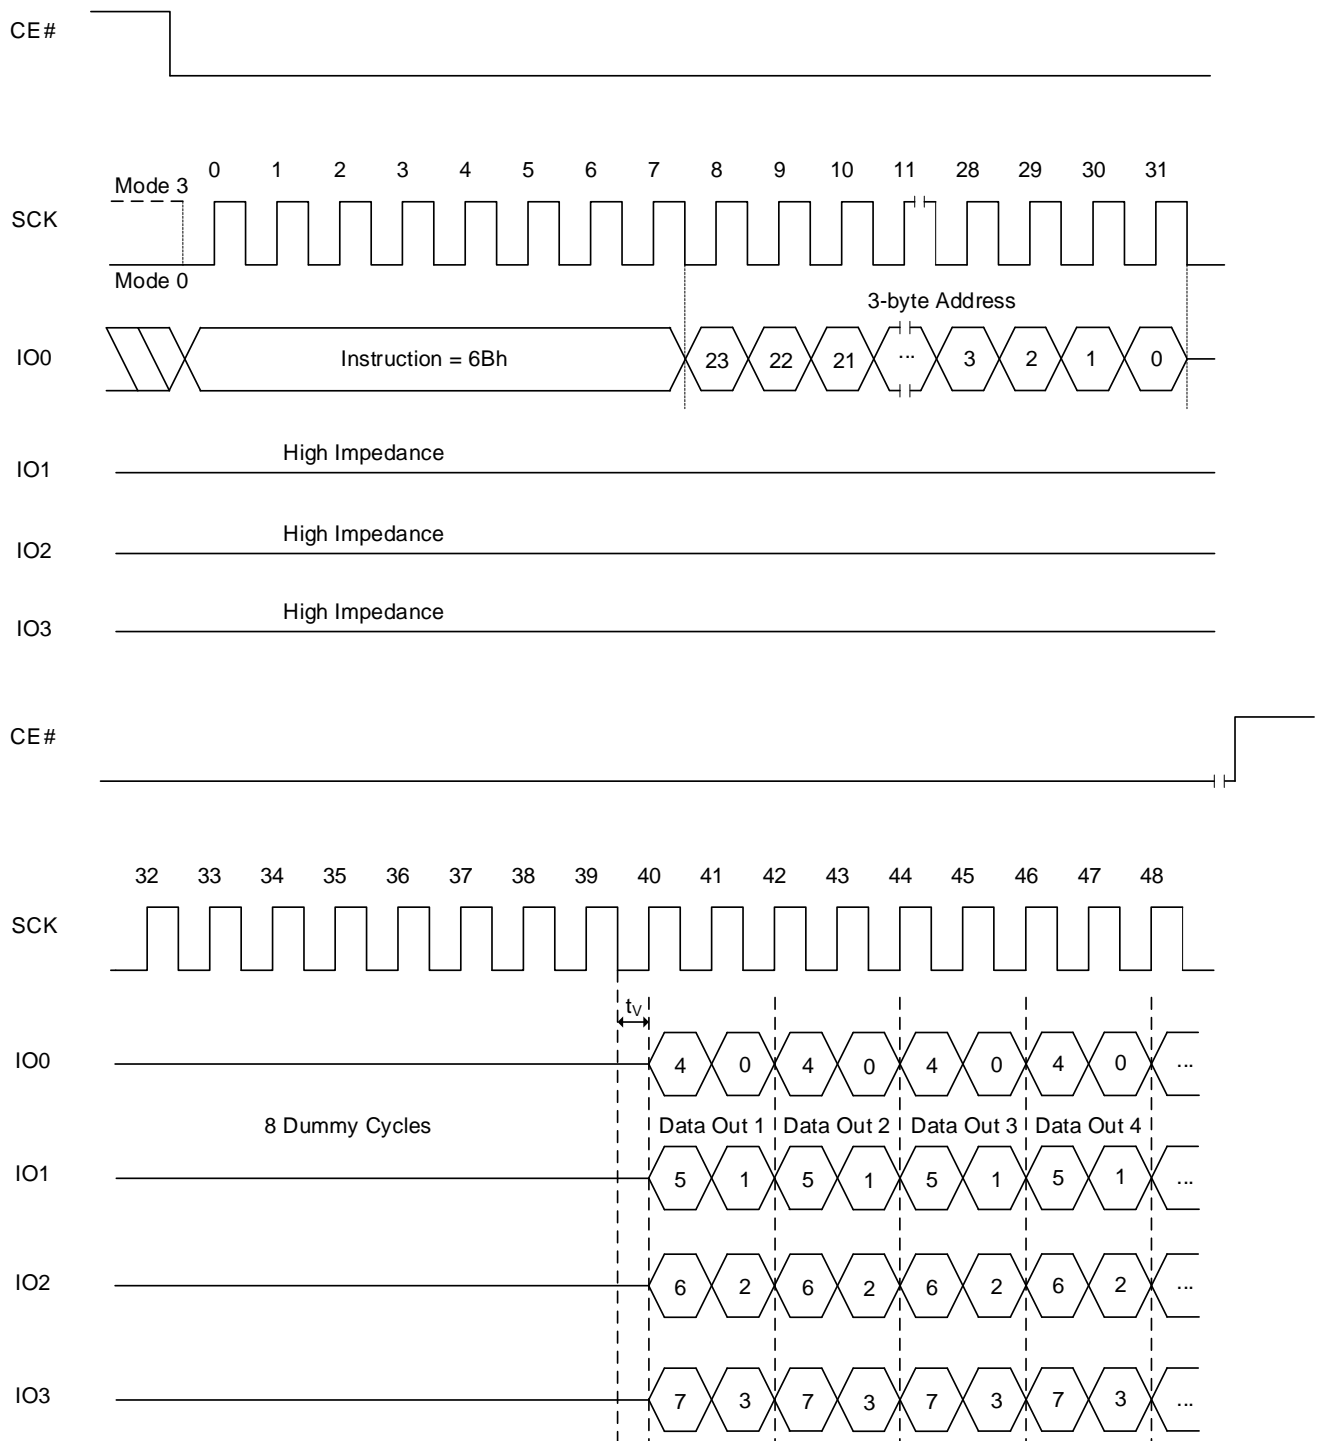 CE#
0 1 2 3 4 5 6 7 8 9 10 11 28 29 30 31
Mode 3
SCK
Mode 0
3-byte Address
IO0 Instruction = 6Bh 23 22 21 ... 3 2 1 0
High Impedance
IO1
High Impedance
IO2
High Impedance
IO3
CE#
32 33 34 35 36 37 38 39 40 41 42 43 44 45 46 47 48
SCK
tV
IO0 4 0 4 0 4 0 4 0 ...
8 Dummy Cycles Data Out 1 Data Out 2 Data Out 3 Data Out 4
IO1 5 1 5 1 5 1 5 1 ...
IO2 6 2 6 2 6 2 6 2 ...
IO3 7 3 7 3 7 3 7 3 ...